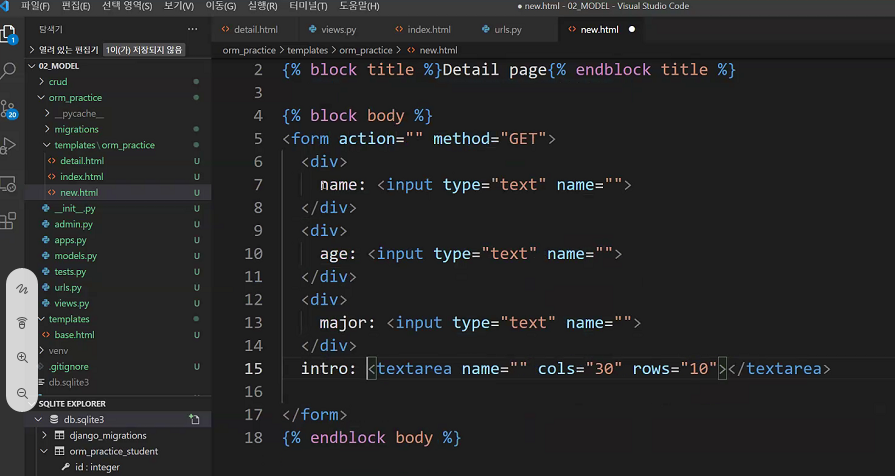 파일(F) 편집(E) 선택 영역(S) 보기(V) 이동(G) 실행(R) 터미널(T) 도움말(H) ● new.html - 02_MODEL - Visual Studio Code
탐색기 ...
detail.html views.py index.html urls.py new.html ●
1
열려 있는 편집기 1이(가) 저장되지 않음
orm_practice > templates > orm_practice > new.html
02_MODEL
crud
orm_practice
__pycache__
20
migrations
templates \ orm_practice
detail.html U
index.html U
new.html U
__init__.py U
admin.py U
apps.py U
models.py U
tests.py U
urls.py U
views.py U
templates
base.html U
venv
.gitignore U
db.sqlite3
SQLITE EXPLORER
db.sqlite3
django_migrations
orm_practice_student
id : integer
2 {% block title %}Detail page{% endblock title %}
3
4 {% block body %}
5 <form action="" method="GET">
6 <div>
7 name: <input type="text" name="">
8 </div>
9 <div>
10 age: <input type="text" name="">
11 </div>
12 <div>
13 major: <input type="text" name="">
14 </div>
15 intro: <textarea name="" cols="30" rows="10"></textarea>
16
17 </form>
18 {% endblock body %}